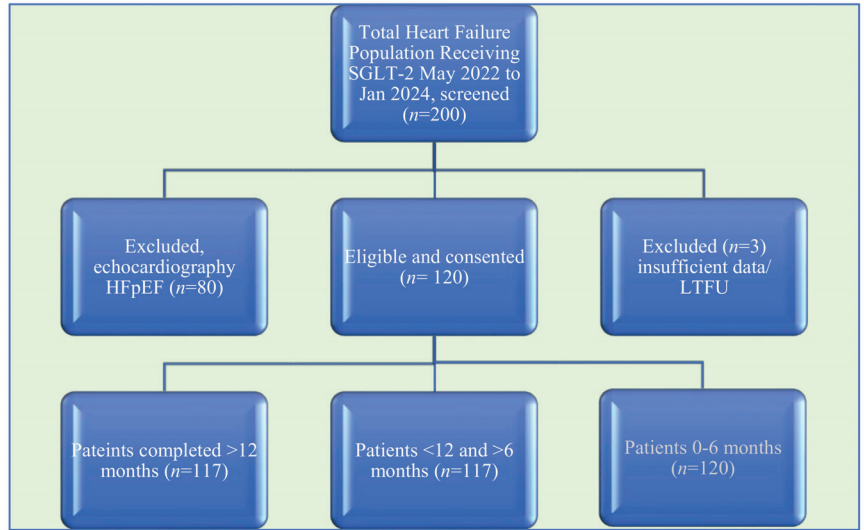 Total Heart Failure
Population Receiving
SGLT-2 May 2022 to
Jan 2024, screened
(n=200)
Excluded,
echocardiography
HFpEF (n=80)
Eligible and consented
(n= 120)
Excluded (n=3)
insufficient data/
LTFU
Pateints completed >12
months (n=117)
Patients <12 and >6
months (n=117)
Patients 0-6 months
(n=120)